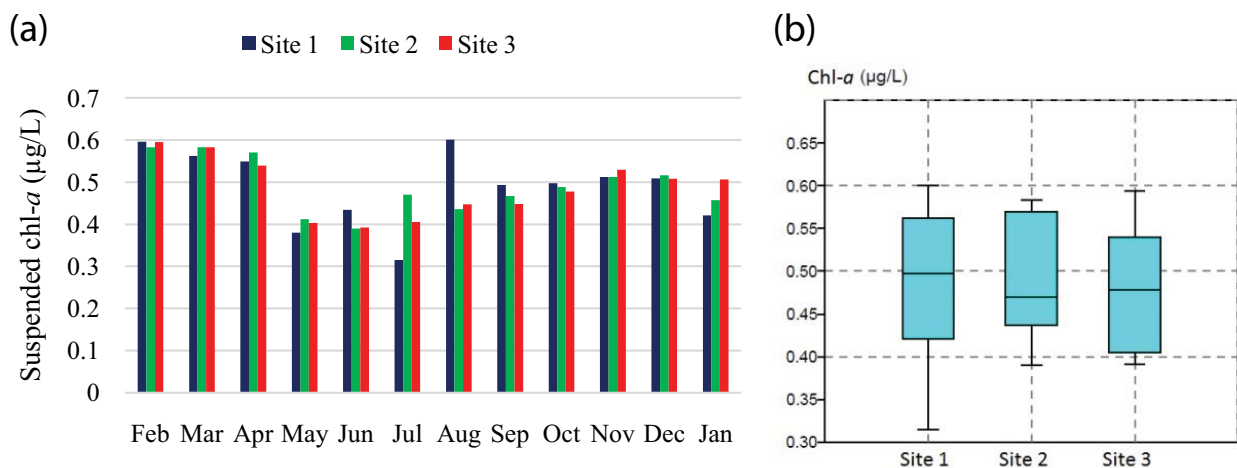 (a)
Site 1 Site 2 Site 3
Suspended chl-a (µg/L)
0.7
0.6
0.5
0.4
0.3
0.2
0.1
0
Feb Mar Apr May Jun Jul Aug Sep Oct Nov Dec Jan
(b)
Chl-a (µg/L)
0.65
0.60
0.55
0.50
0.45
0.40
0.35
0.30
Site 1 Site 2 Site 3